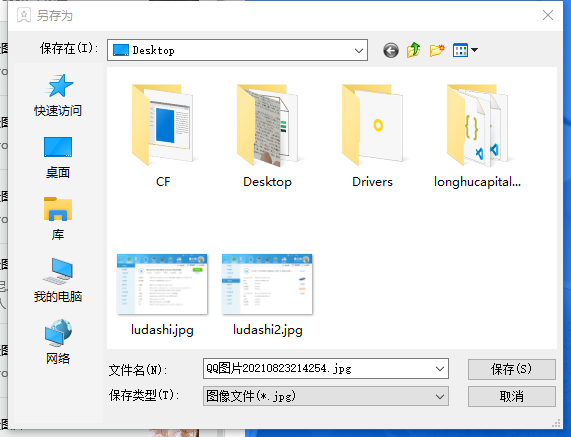 另存为
保存在(I):
Desktop
快速访问
桌面
库
我的电脑
网络
CF
Desktop
Drivers
longhucapital...
ludashi.jpg
ludashi2.jpg
文件名(N):
QQ图片20210823214254.jpg
保存(S)
保存类型(T):
图像文件(*.jpg)
取消